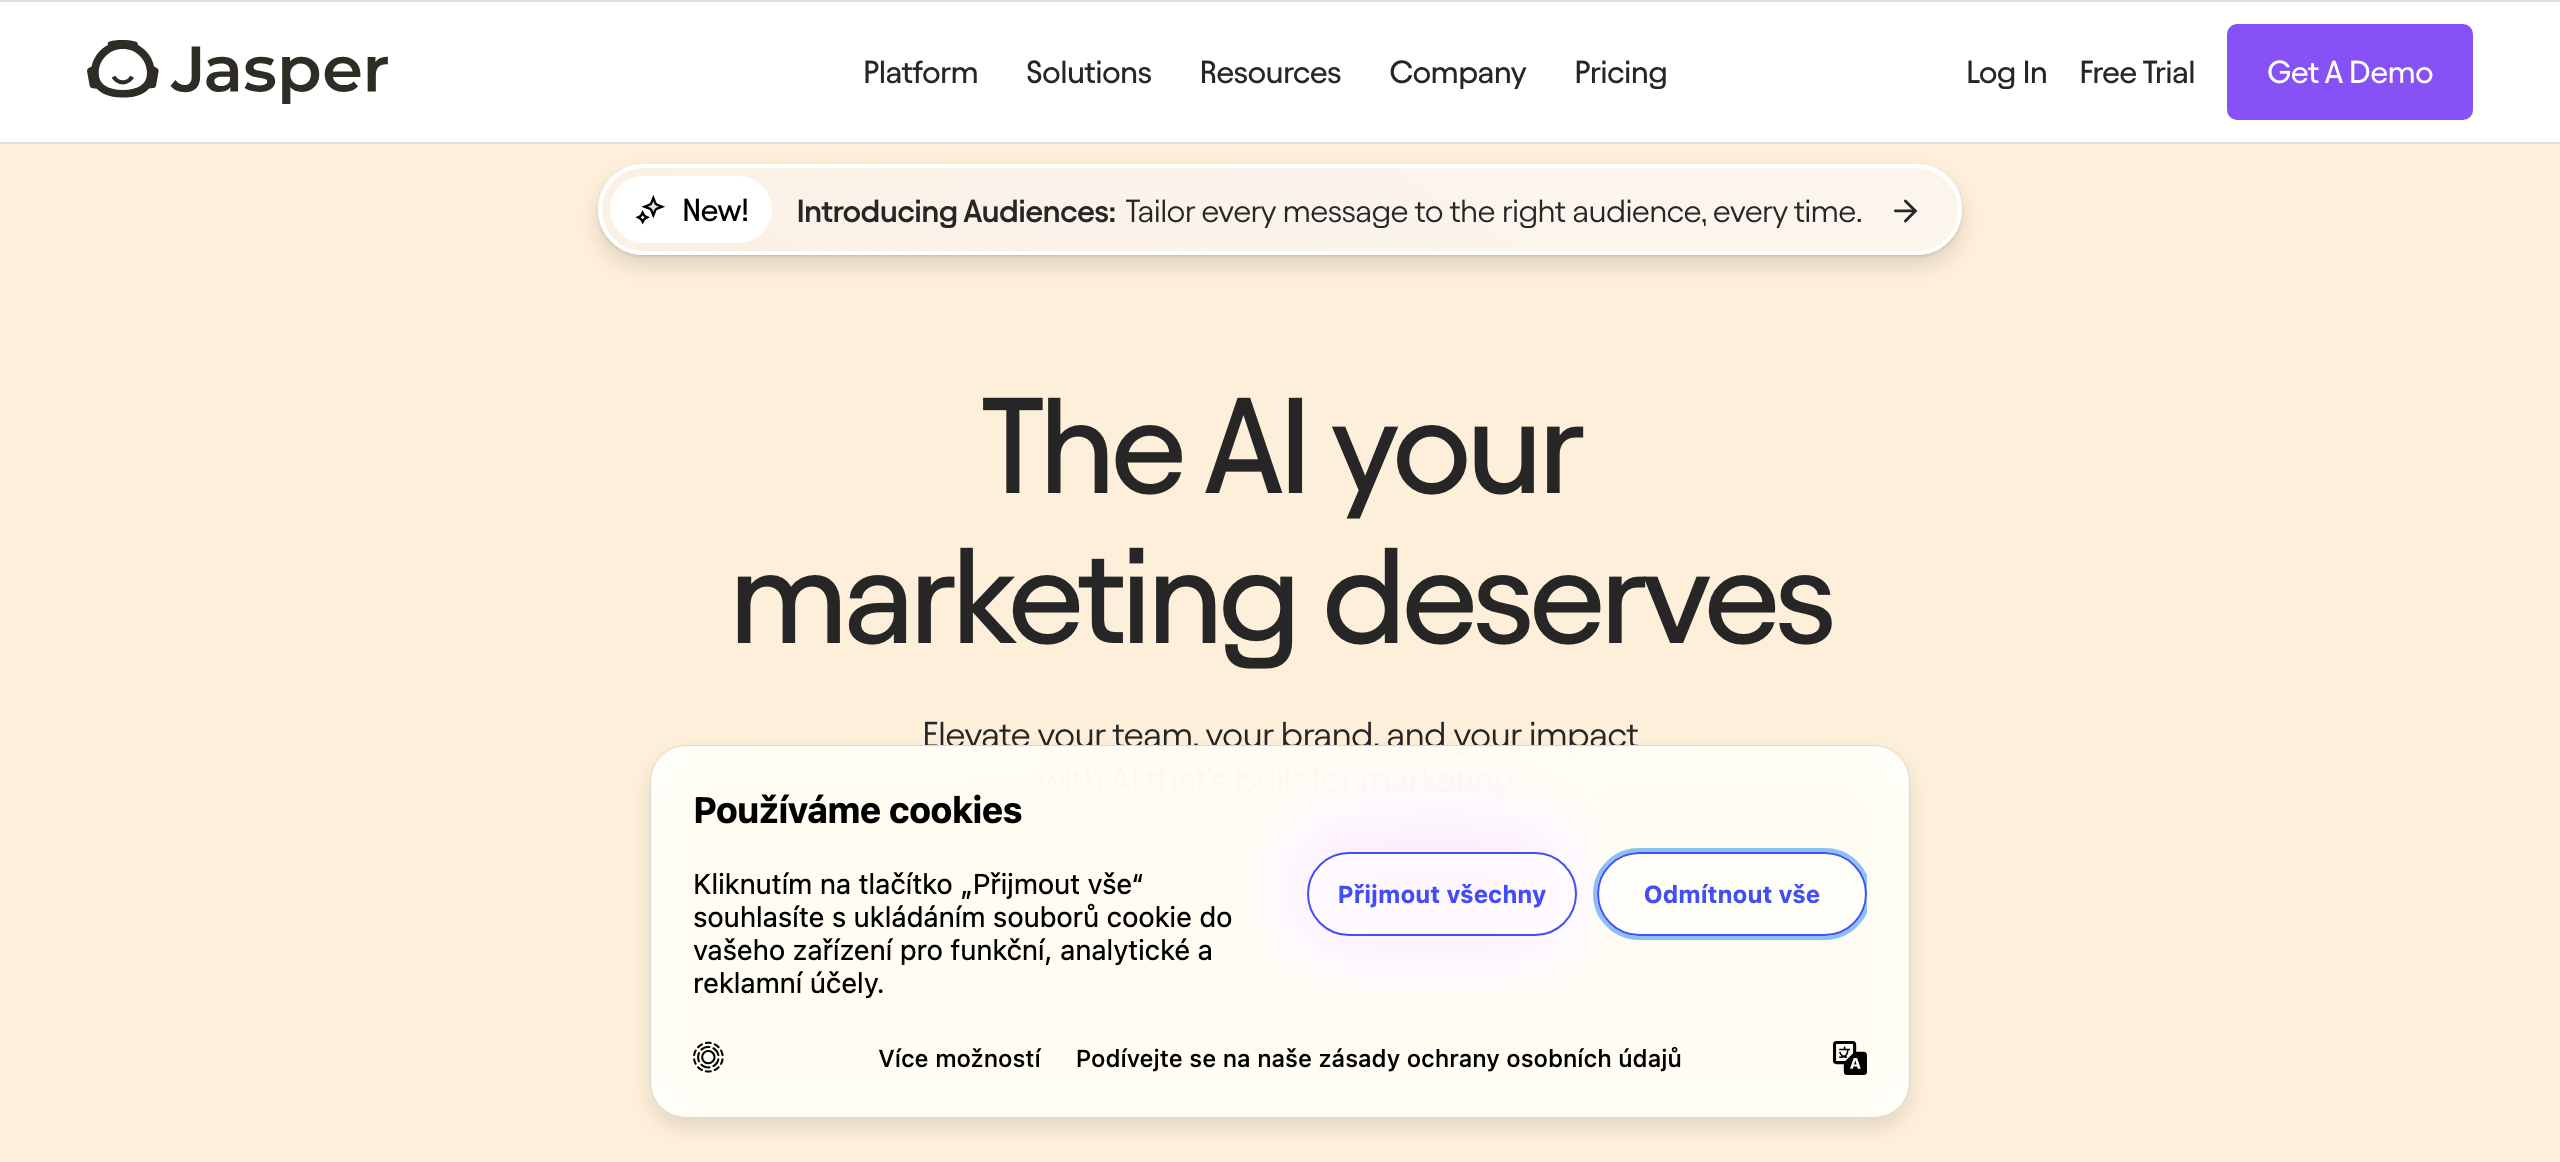 Jasper
Platform
Solutions
Resources
Company
Pricing
Log In
Free Trial
Get A Demo
New!
Introducing Audiences: Tailor every message to the right audience, every time.
The AI your
marketing deserves
Elevate your team, your brand, and your impact
with AI that's built for marketing.
Používáme cookies
Kliknutím na tlačítko „Přijmout vše“
souhlasíte s ukládáním souborů cookie do
vašeho zařízení pro funkční, analytické a
reklamní účely.
Přijmout všechny
Odmítnout vše
Více možností
Podívejte se na naše zásady ochrany osobních údajů